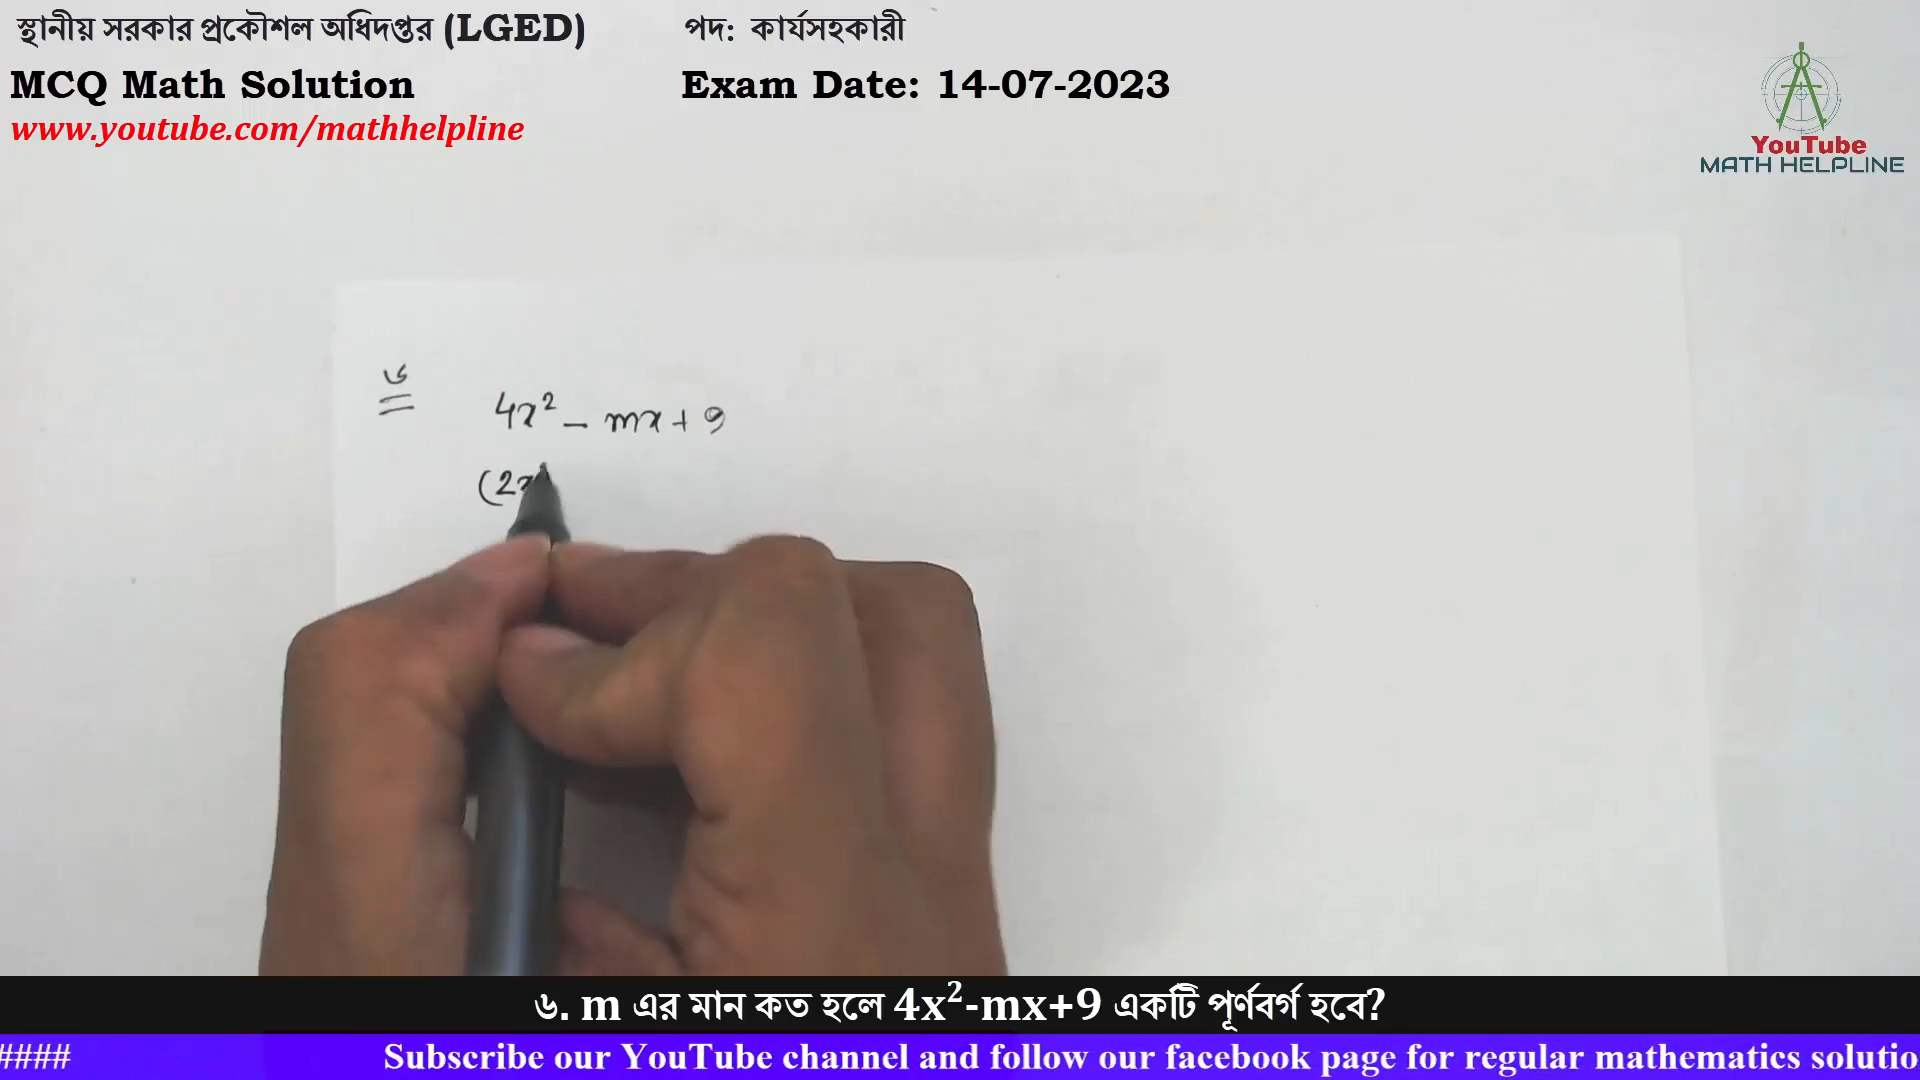 স্থানীয় সরকার প্রকৌশল অধিদপ্তর (LGED) পদ: কার্যসহকারী
MCQ Math Solution Exam Date: 14-07-2023
www.youtube.com/mathhelpline
YouTube
MATH HELPLINE
৬
4x² - mx + 9
(2x
৬. m এর মান কত হলে 4x²-mx+9 একটি পূর্ণবর্গ হবে?
#### Subscribe our YouTube channel and follow our facebook page for regular mathematics solutio